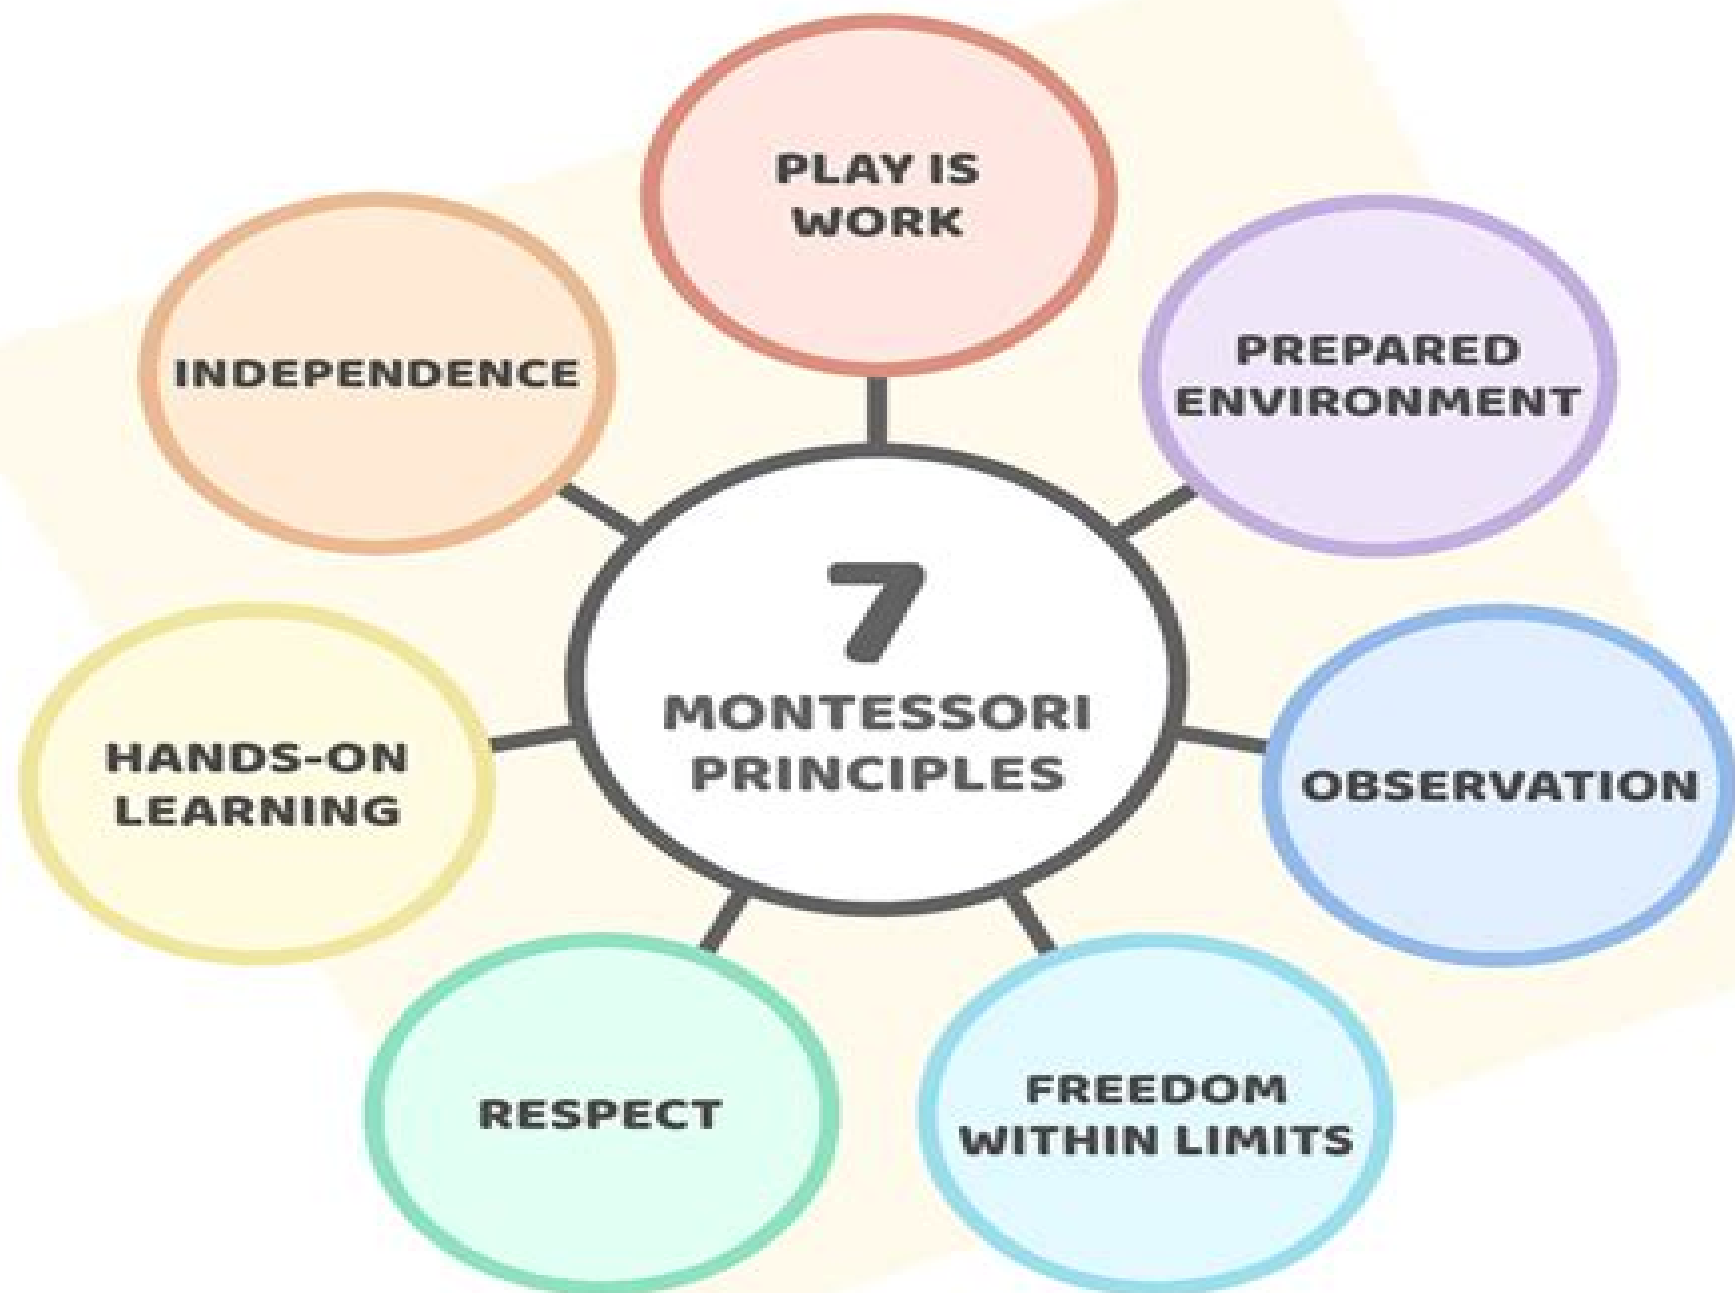 PLAY IS
WORK
PREPARED
ENVIRONMENT
OBSERVATION
FREEDOM
WITHIN LIMITS
RESPECT
HANDS-ON
LEARNING
INDEPENDENCE
7
MONTESSORI
PRINCIPLES